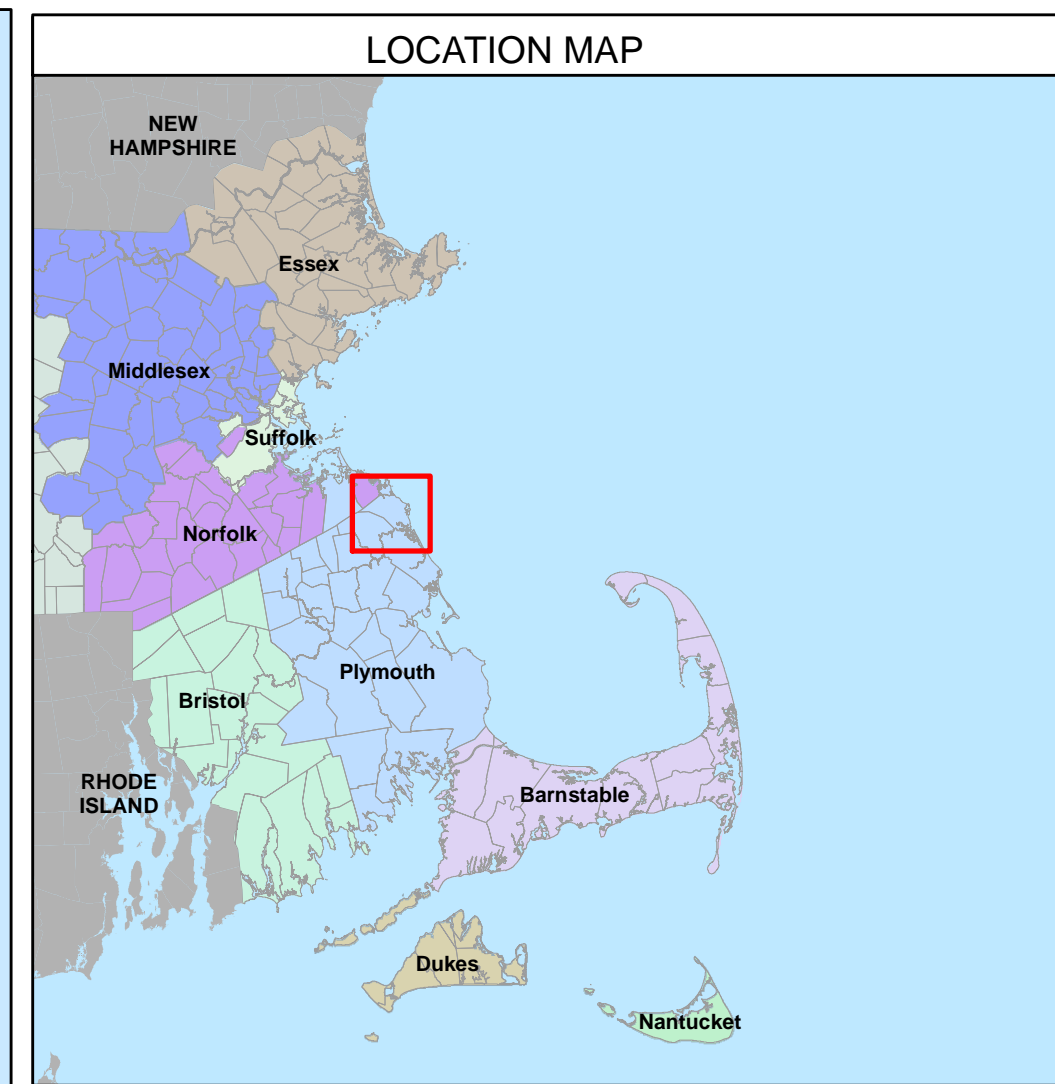 LOCATION MAP
NEW
HAMPSHIRE
Essex
Middlesex
Suffolk
Norfolk
Plymouth
Bristol
RHODE
ISLAND
Barnstable
Dukes
Nantucket